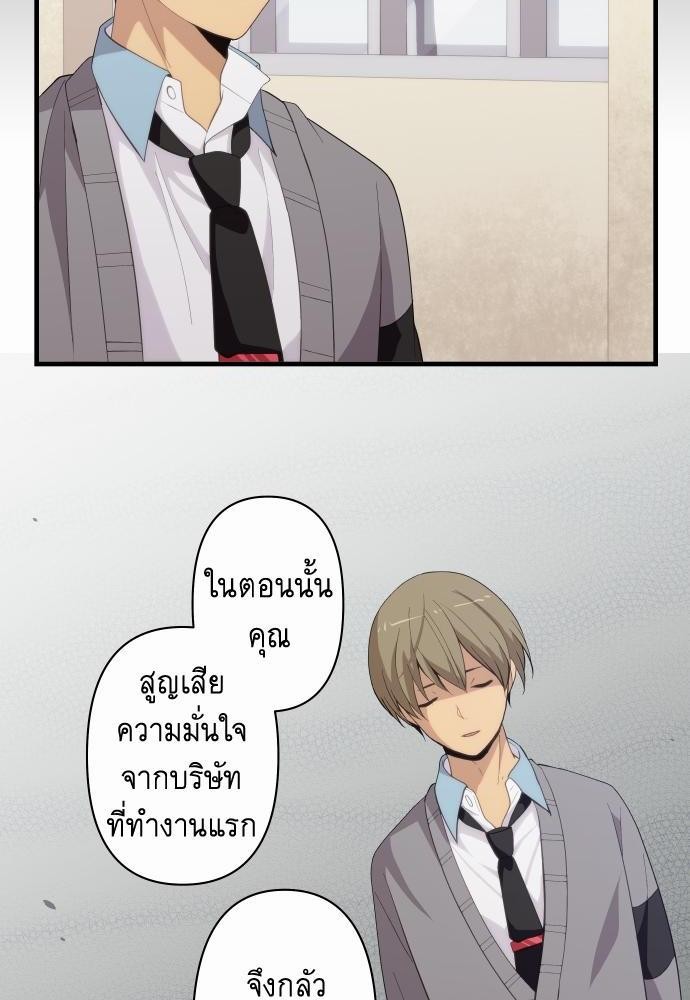 ในตอนนั้น
คุณ
สูญเสีย
ความมั่นใจ
จากบริษัท
ที่ทำงานแรก
จึงกลัว